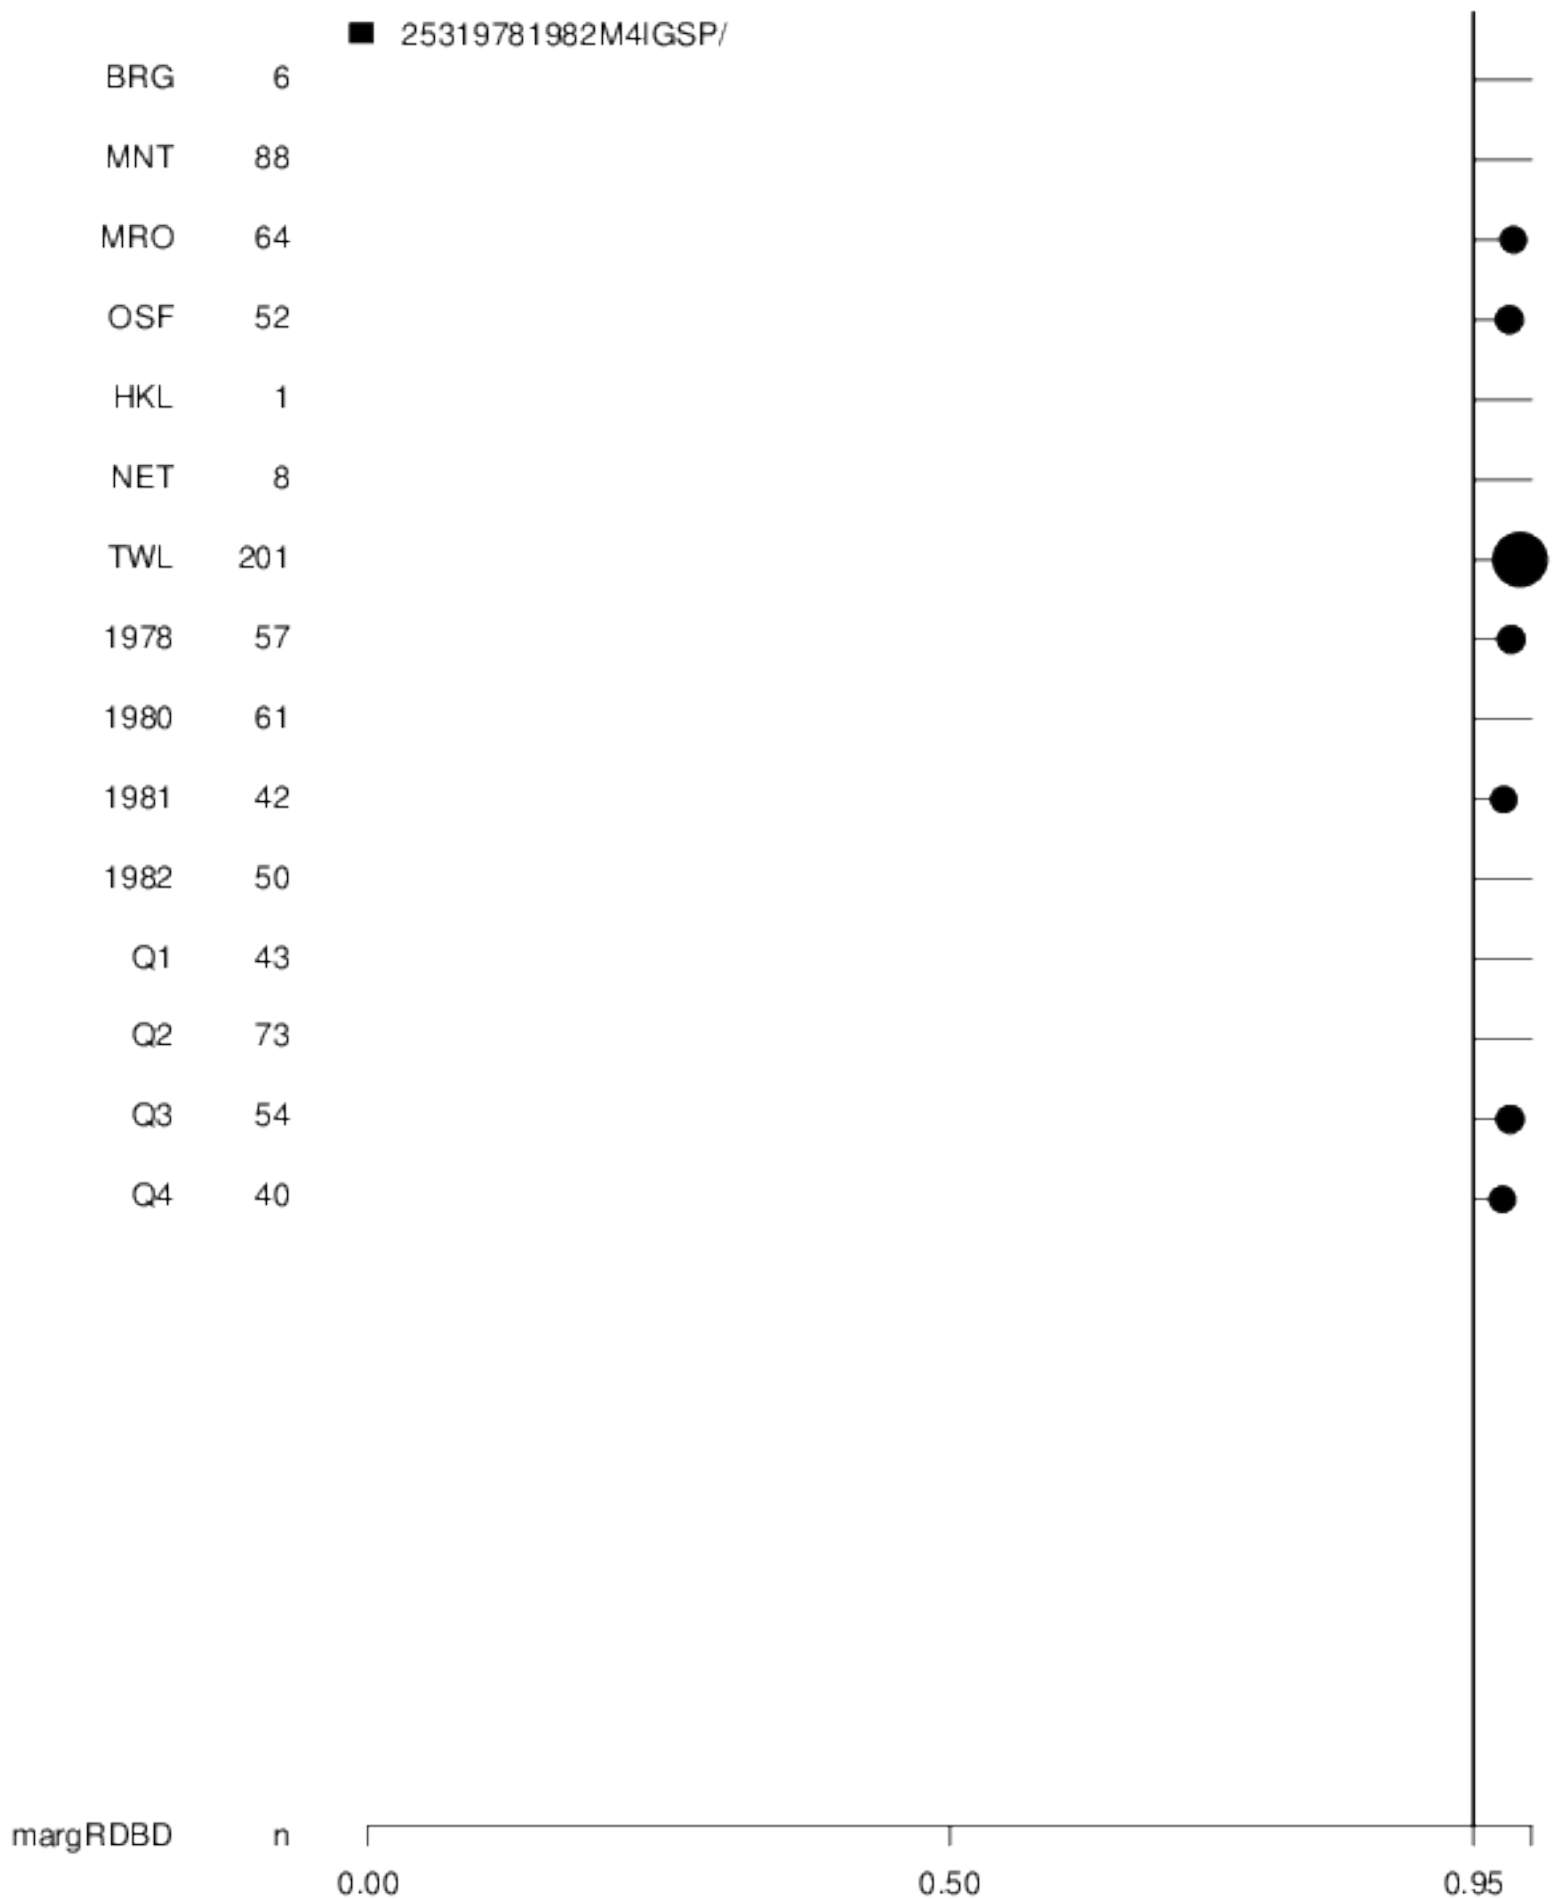 25319781982M4IGSP/
BRG 6
MNT 88
MRO 64
OSF 52
HKL 1
NET 8
TWL 201
1978 57
1980 61
1981 42
1982 50
Q1 43
Q2 73
Q3 54
Q4 40
margRDBD n
0.00 0.50 0.95